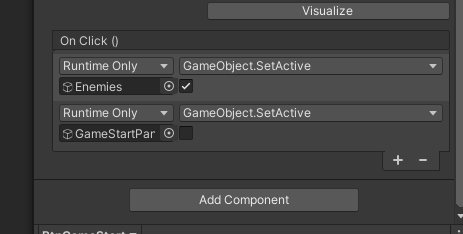 Visualize
On Click ()
Runtime Only GameObject.SetActive
Enemies
Runtime Only GameObject.SetActive
GameStartPar
+ −
Add Component